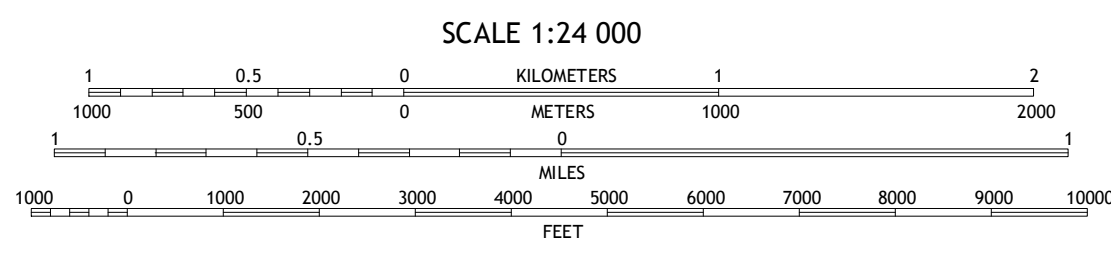 SCALE 1:24 000
1 0.5 0 KILOMETERS 1 2
1000 500 0 METERS 1000 2000
1 0.5 0 1
MILES
1000 0 1000 2000 3000 4000 5000 6000 7000 8000 9000 10000
FEET